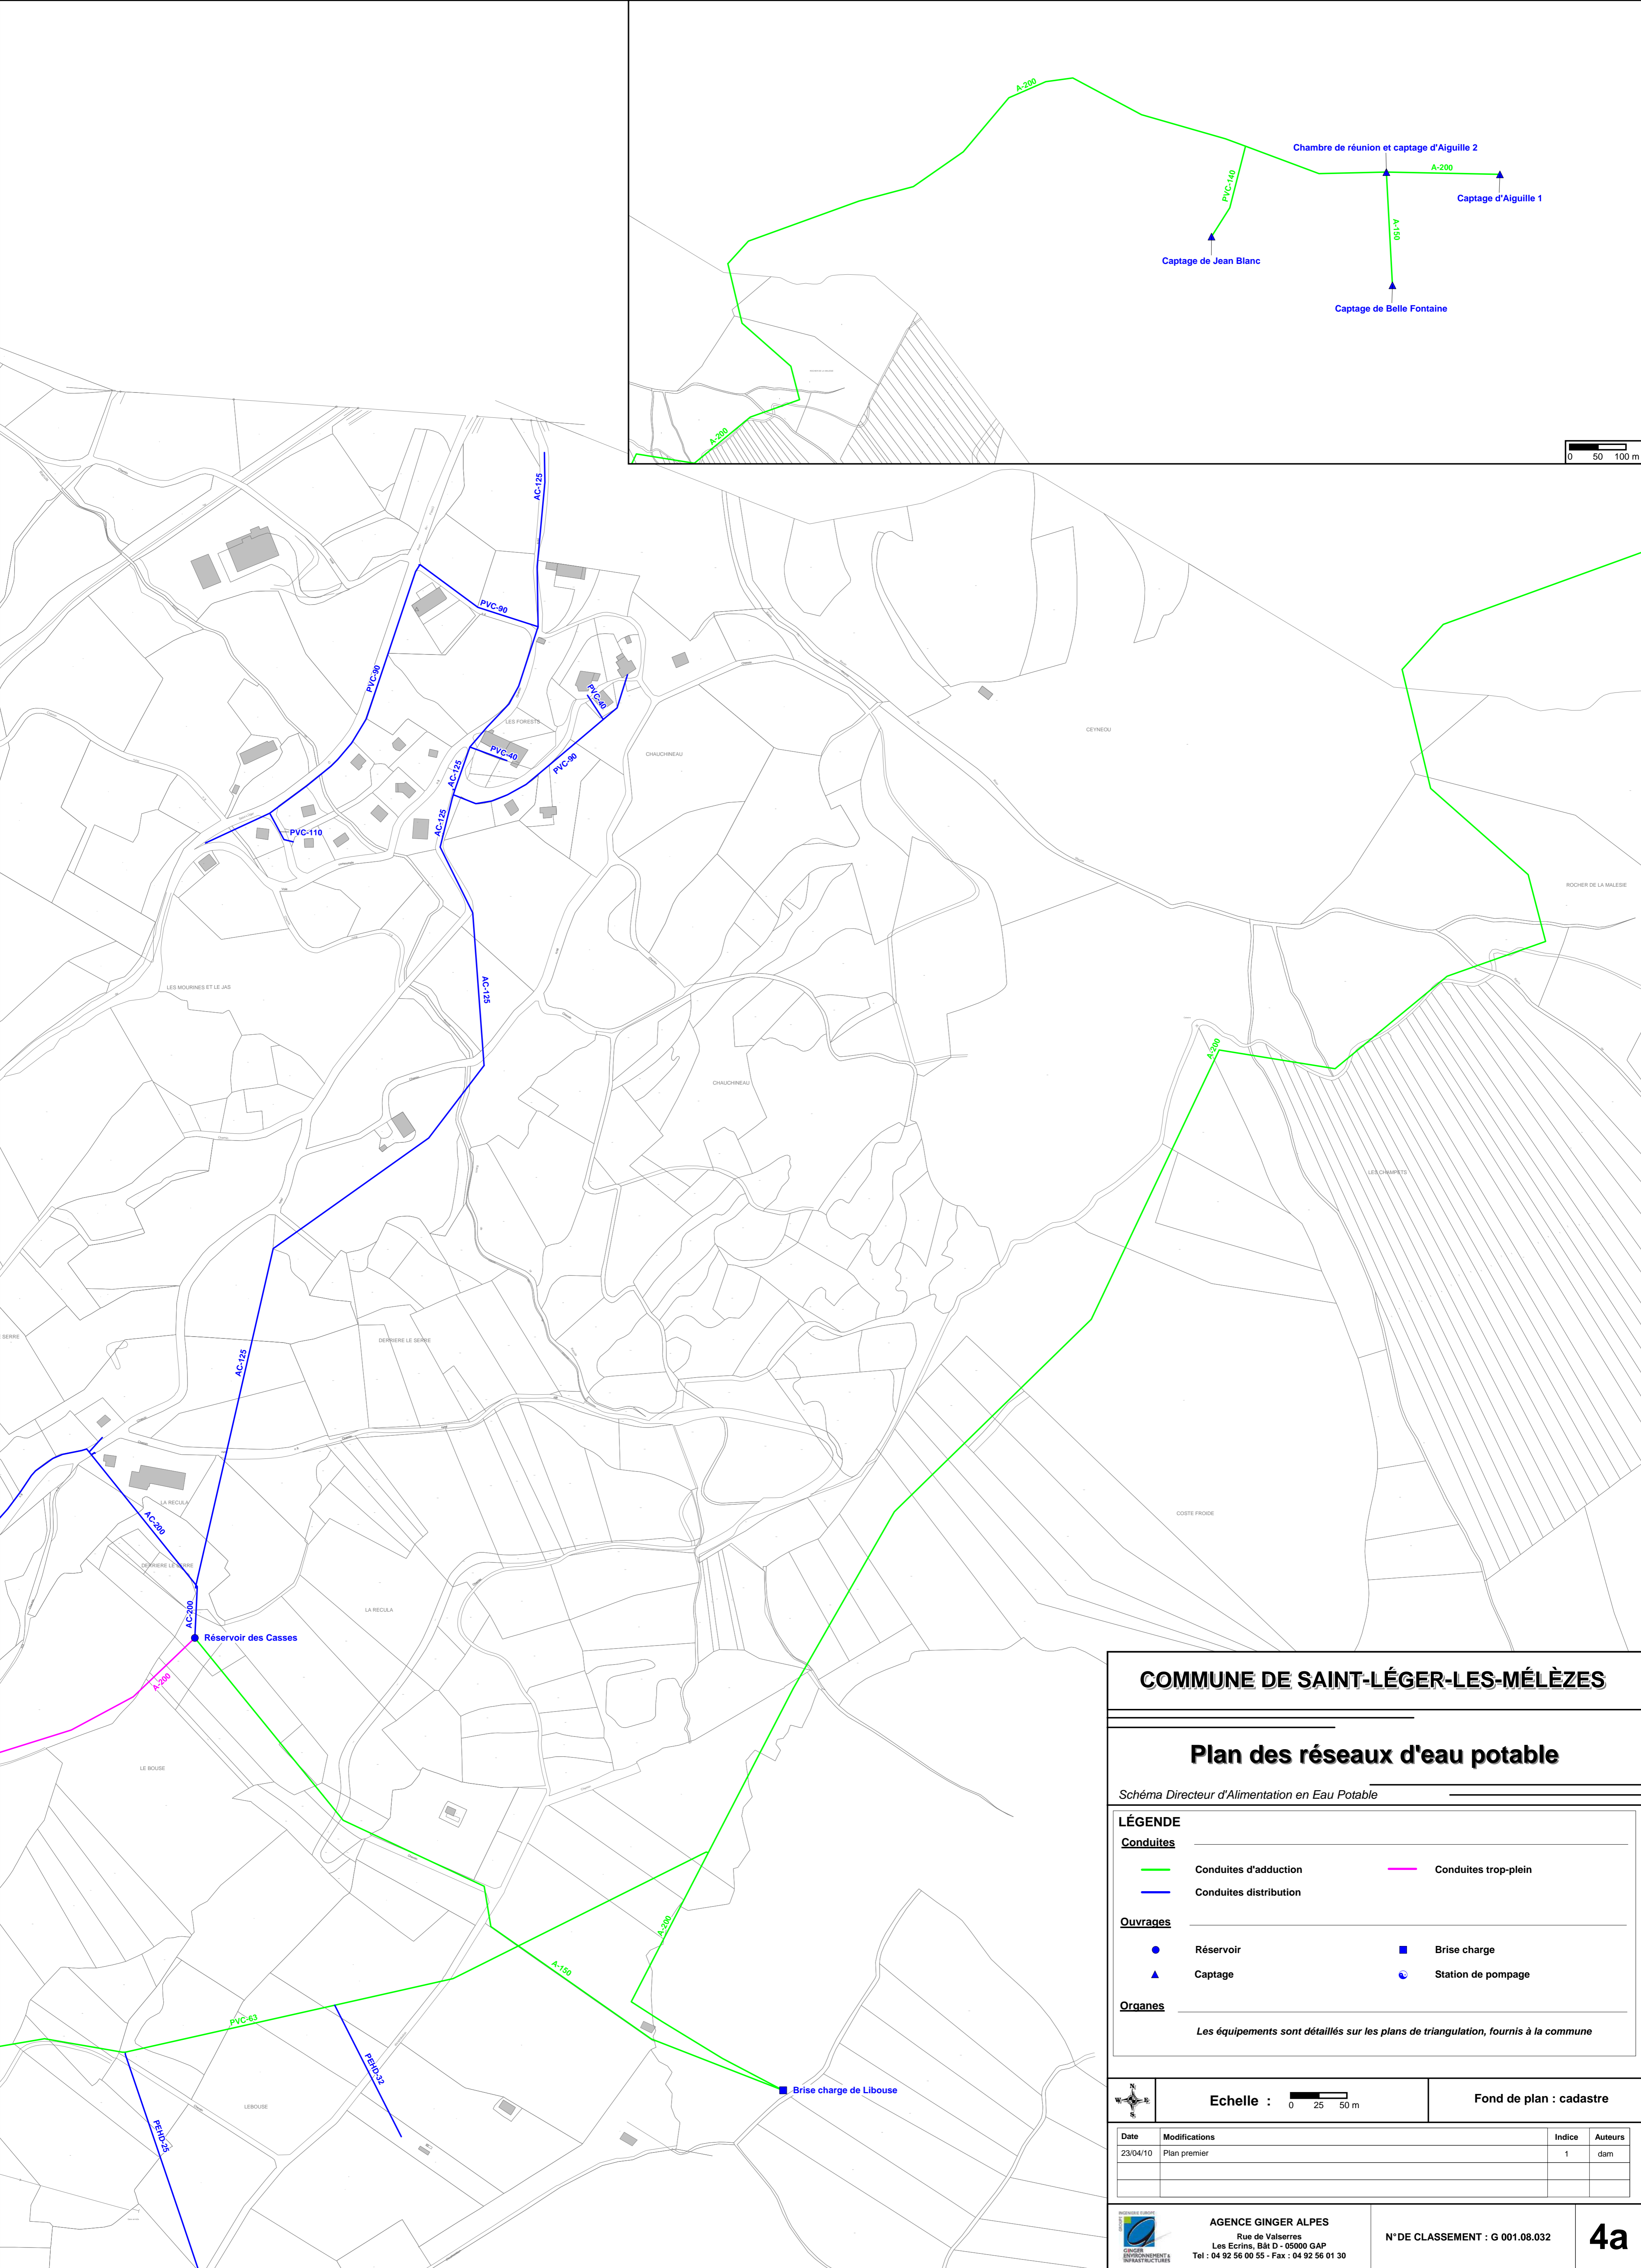 A-200
Chambre de réunion et captage d'Aiguille 2
A-200
Captage d'Aiguille 1
PVC-140
A-150
Captage de Jean Blanc
Captage de Belle Fontaine
A-200
0 50 100 m
AC-125
PVC-90
PVC-90
PVC-40
LES FORESTS
CEYNEOU
CHAUCHINEAU
PVC-40
PVC-90
AC-125
AC-125
PVC-110
ROCHER DE LA MALESIE
LES MOURINES ET LE JAS
AC-125
A-200
CHAUCHINEAU
LES CHAMPETS
SERRE
DERRIERE LE SERRE
AC-125
LA RECULA
AC-200
COSTE FROIDE
DERRIERE LE SERRE
LA RECULA
AC-200
Réservoir des Casses
A-200
LE BOUSE
A-200
A-150
PVC-63
PEHD-32
Brise charge de Libouse
LEBOUSE
PEHD-25
COMMUNE DE SAINT-LÉGER-LES-MÉLÈZES
Plan des réseaux d'eau potable
Schéma Directeur d'Alimentation en Eau Potable
LÉGENDE
Conduites
Conduites d'adduction
Conduites trop-plein
Conduites distribution
Ouvrages
Réservoir
Brise charge
Captage
Station de pompage
Organes
Les équipements sont détaillés sur les plans de triangulation, fournis à la commune
N
W E
S
Echelle :
0 25 50 m
Fond de plan : cadastre
Date Modifications Indice Auteurs
23/04/10 Plan premier 1 dam
INGENIERIE EUROPE
GROUPE
GINGER
ENVIRONNEMENT &
INFRASTRUCTURES
AGENCE GINGER ALPES
Rue de Valserres
Les Ecrins, Bât D - 05000 GAP
Tel : 04 92 56 00 55 - Fax : 04 92 56 01 30
N°DE CLASSEMENT : G 001.08.032
4a